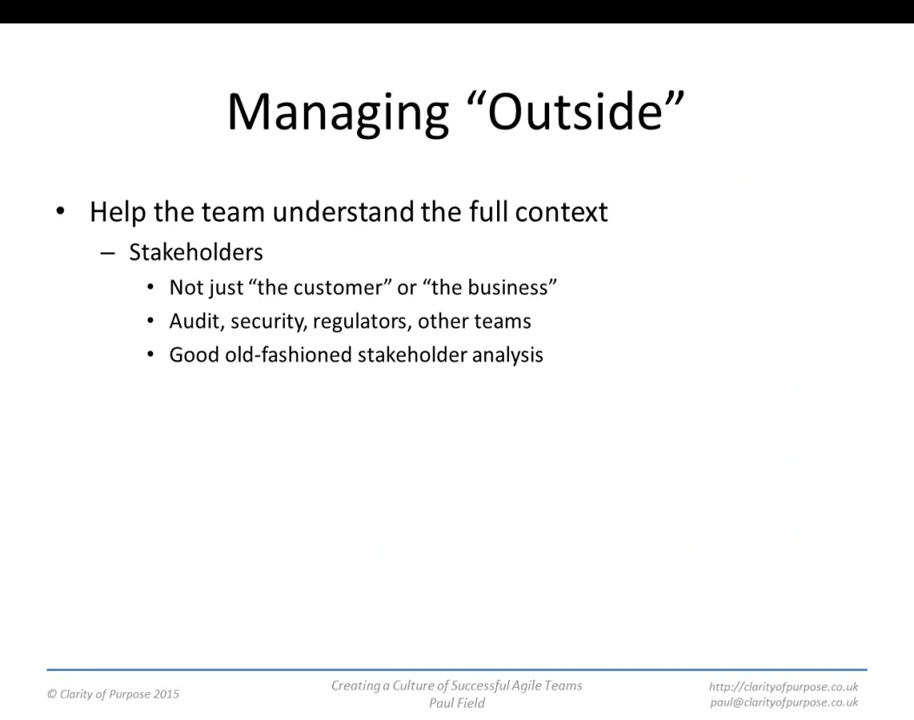 Managing “Outside”
• Help the team understand the full context
– Stakeholders
• Not just “the customer” or “the business”
• Audit, security, regulators, other teams
• Good old-fashioned stakeholder analysis
© Clarity of Purpose 2015
Creating a Culture of Successful Agile Teams
Paul Field
http://clarityofpurpose.co.uk
paul@clarityofpurpose.co.uk